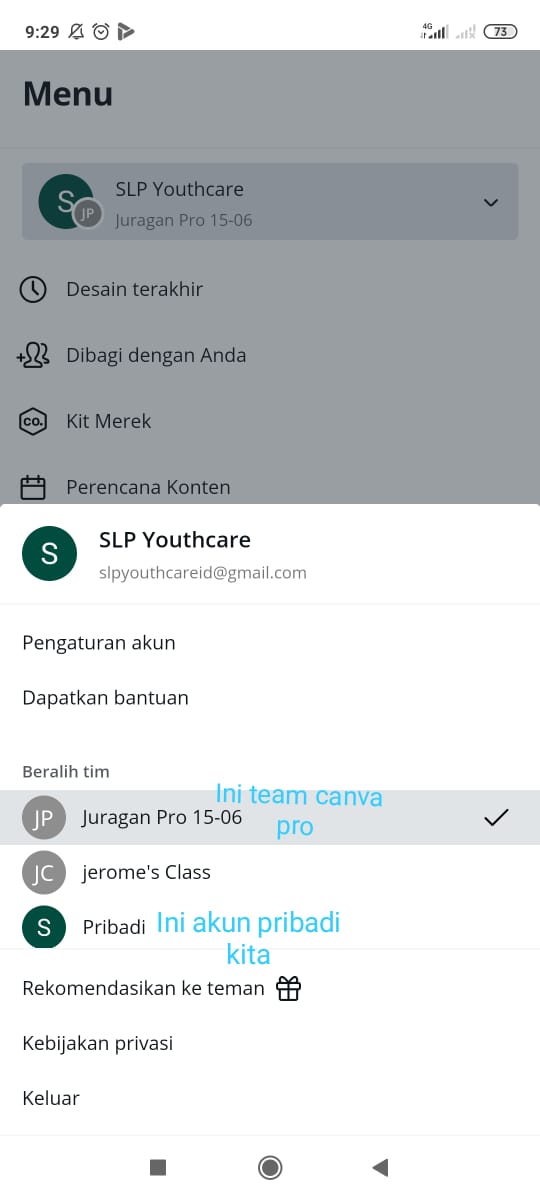 9:29
4G
73
Menu
S
JP
SLP Youthcare
Juragan Pro 15-06
Desain terakhir
Dibagi dengan Anda
co.
Kit Merek
Perencana Konten
S
SLP Youthcare
slpyouthcareid@gmail.com
Pengaturan akun
Dapatkan bantuan
Beralih tim
Ini team canva
pro
JP
Juragan Pro 15-06
JC
jerome's Class
S
Pribadi
Ini akun pribadi
kita
Rekomendasikan ke teman
Kebijakan privasi
Keluar